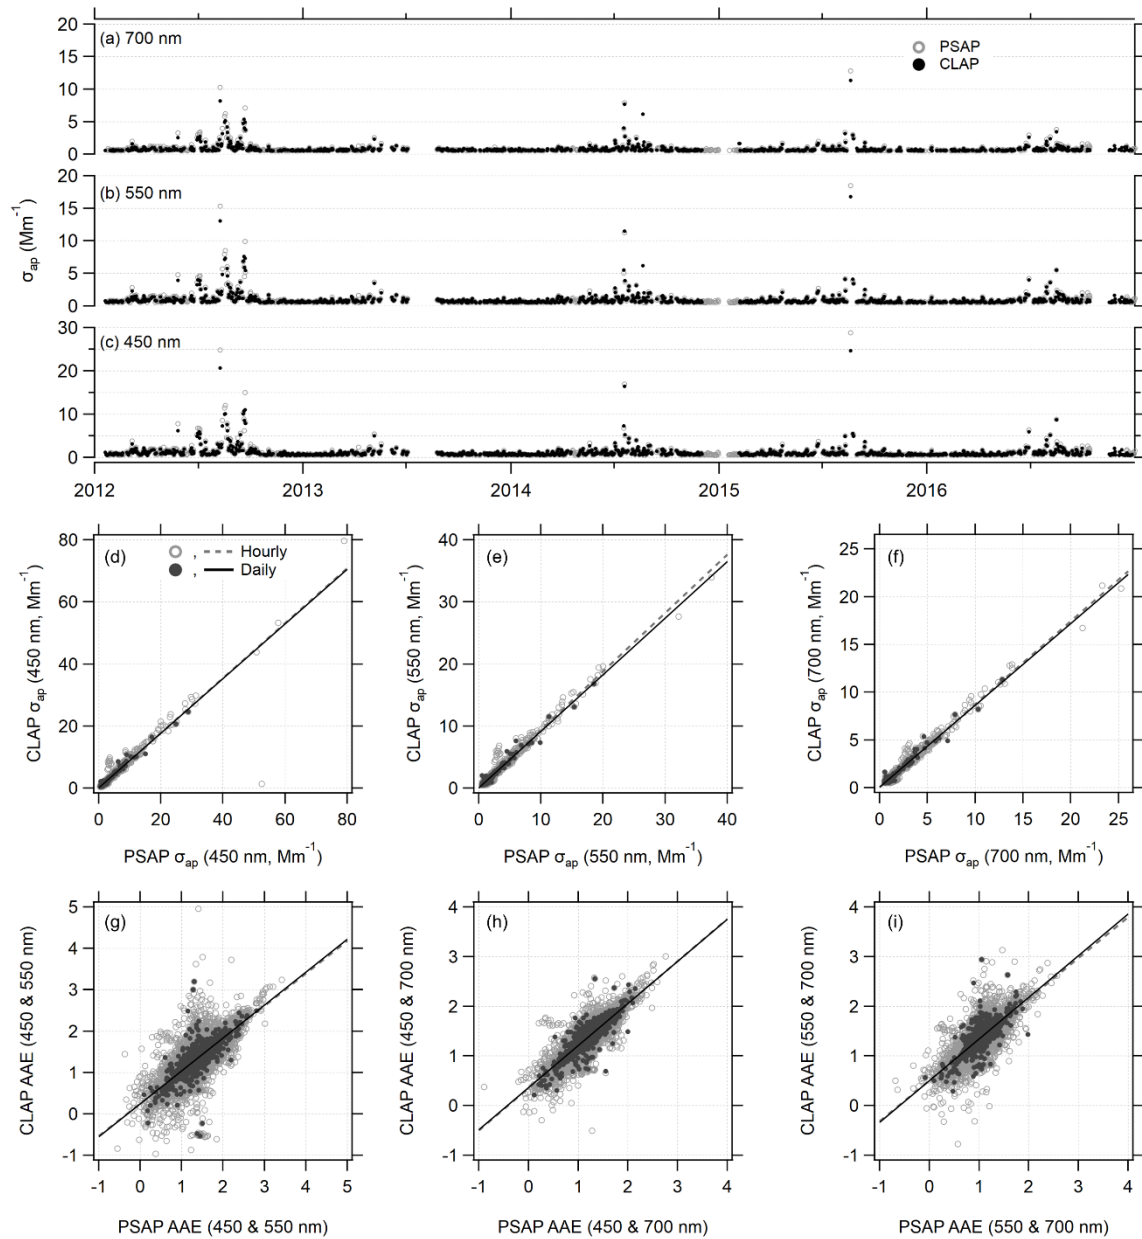 20
(a) 700 nm
PSAP
15
CLAP
10
5
0
20
(b) 550 nm
15
10
5
0
σap (Mm-1)
30
(c) 450 nm
25
20
15
10
5
0
2012 2013 2014 2015 2016
80
60
40
20
0
(d)
, Hourly
, Daily
CLAP σap (450 nm, Mm-1)
0 20 40 60 80
PSAP σap (450 nm, Mm-1)
40
30
20
10
0
(e)
CLAP σap (550 nm, Mm-1)
0 10 20 30 40
PSAP σap (550 nm, Mm-1)
25
20
15
10
5
0
(f)
CLAP σap (700 nm, Mm-1)
0 5 10 15 20 25
PSAP σap (700 nm, Mm-1)
5
4
3
2
1
0
-1
(g)
CLAP AAE (450 & 550 nm)
-1 0 1 2 3 4 5
PSAP AAE (450 & 550 nm)
4
3
2
1
0
-1
(h)
CLAP AAE (450 & 700 nm)
-1 0 1 2 3 4
PSAP AAE (450 & 700 nm)
4
3
2
1
0
-1
(i)
CLAP AAE (550 & 700 nm)
-1 0 1 2 3 4
PSAP AAE (550 & 700 nm)